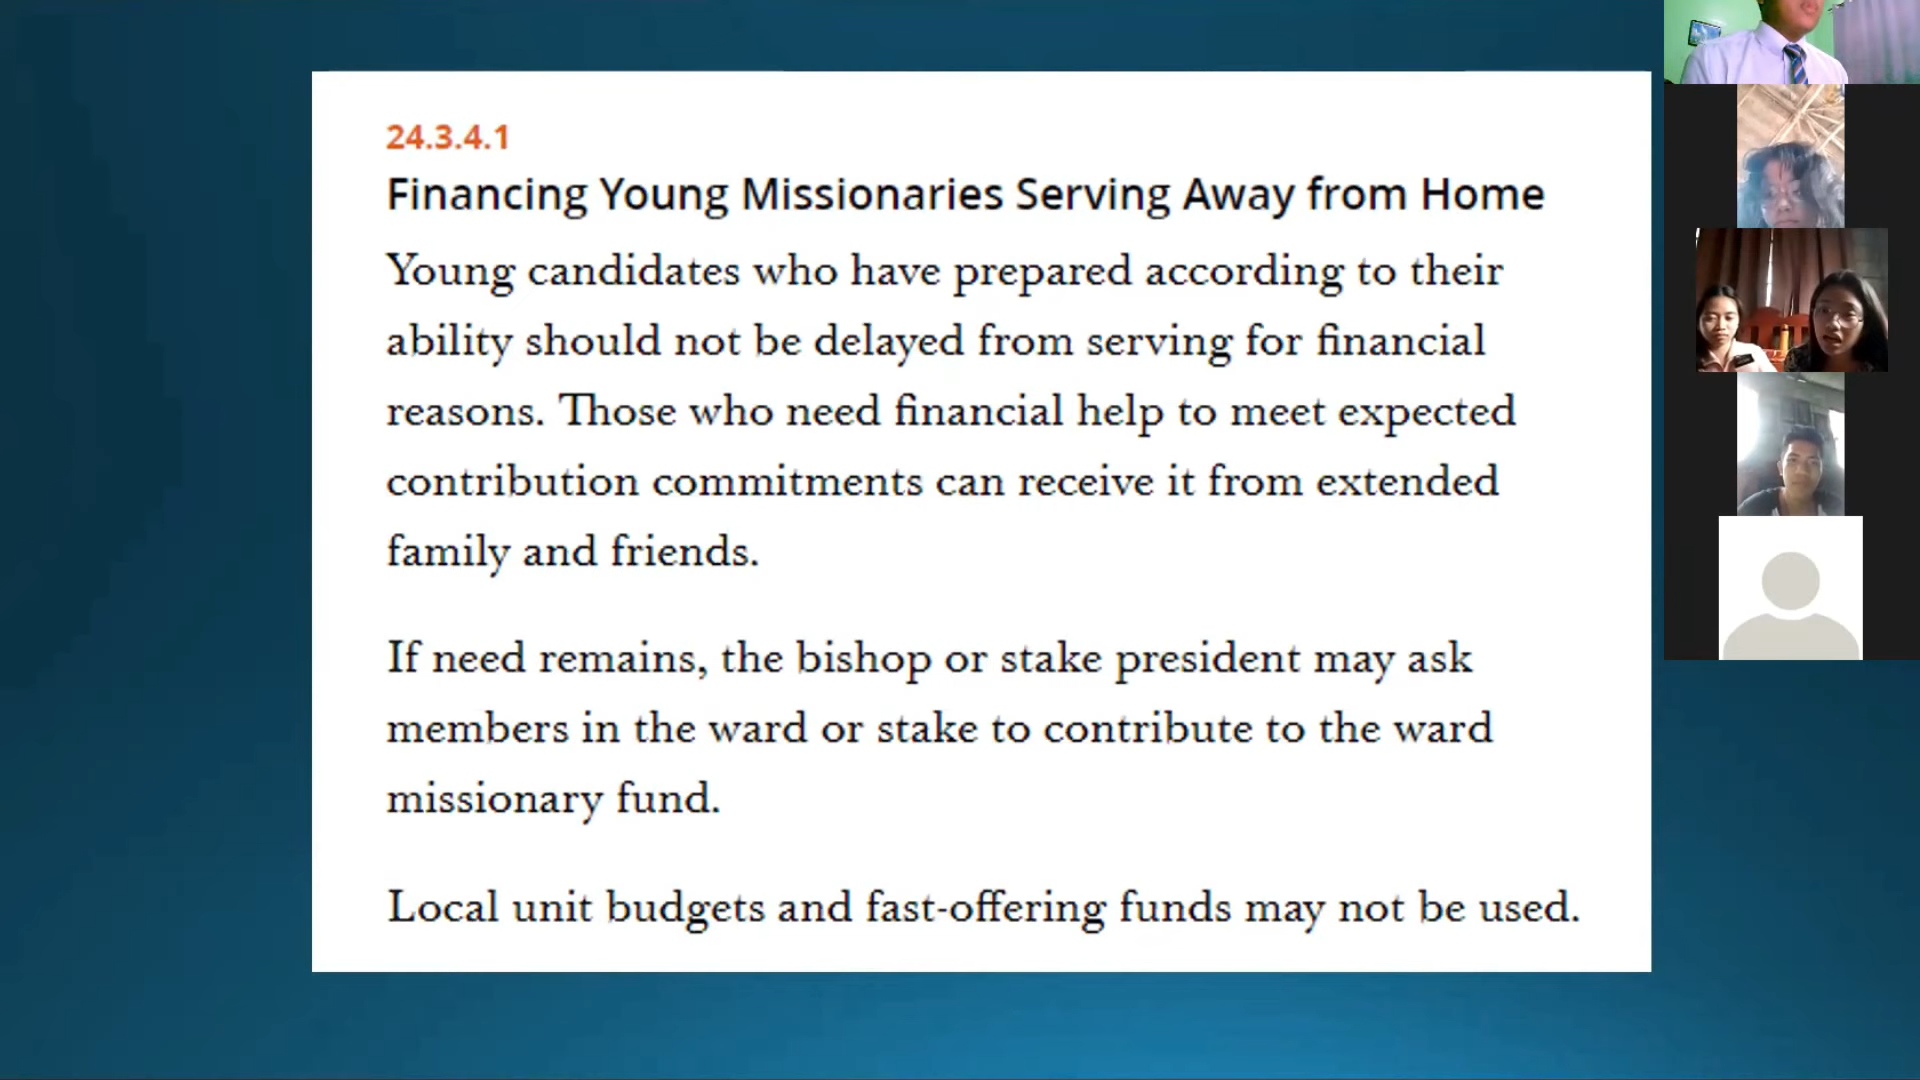 24.3.4.1
Financing Young Missionaries Serving Away from Home
Young candidates who have prepared according to their
ability should not be delayed from serving for financial
reasons. Those who need financial help to meet expected
contribution commitments can receive it from extended
family and friends.
If need remains, the bishop or stake president may ask
members in the ward or stake to contribute to the ward
missionary fund.
Local unit budgets and fast-offering funds may not be used.